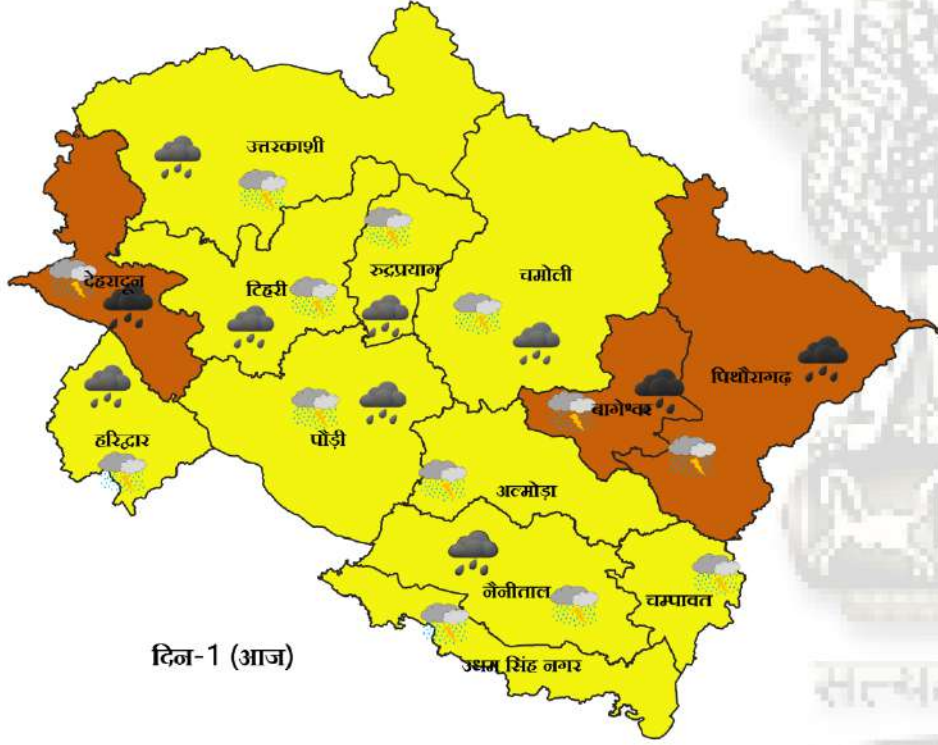 उत्तरकाशी
रुद्रप्रयाग
चमोली
देहरादून
टिहरी
पिथौरागढ़
बागेश्वर
हरिद्वार
पौड़ी
अल्मोड़ा
नैनीताल
चम्पावत
उधम सिंह नगर
दिन-1 (आज)